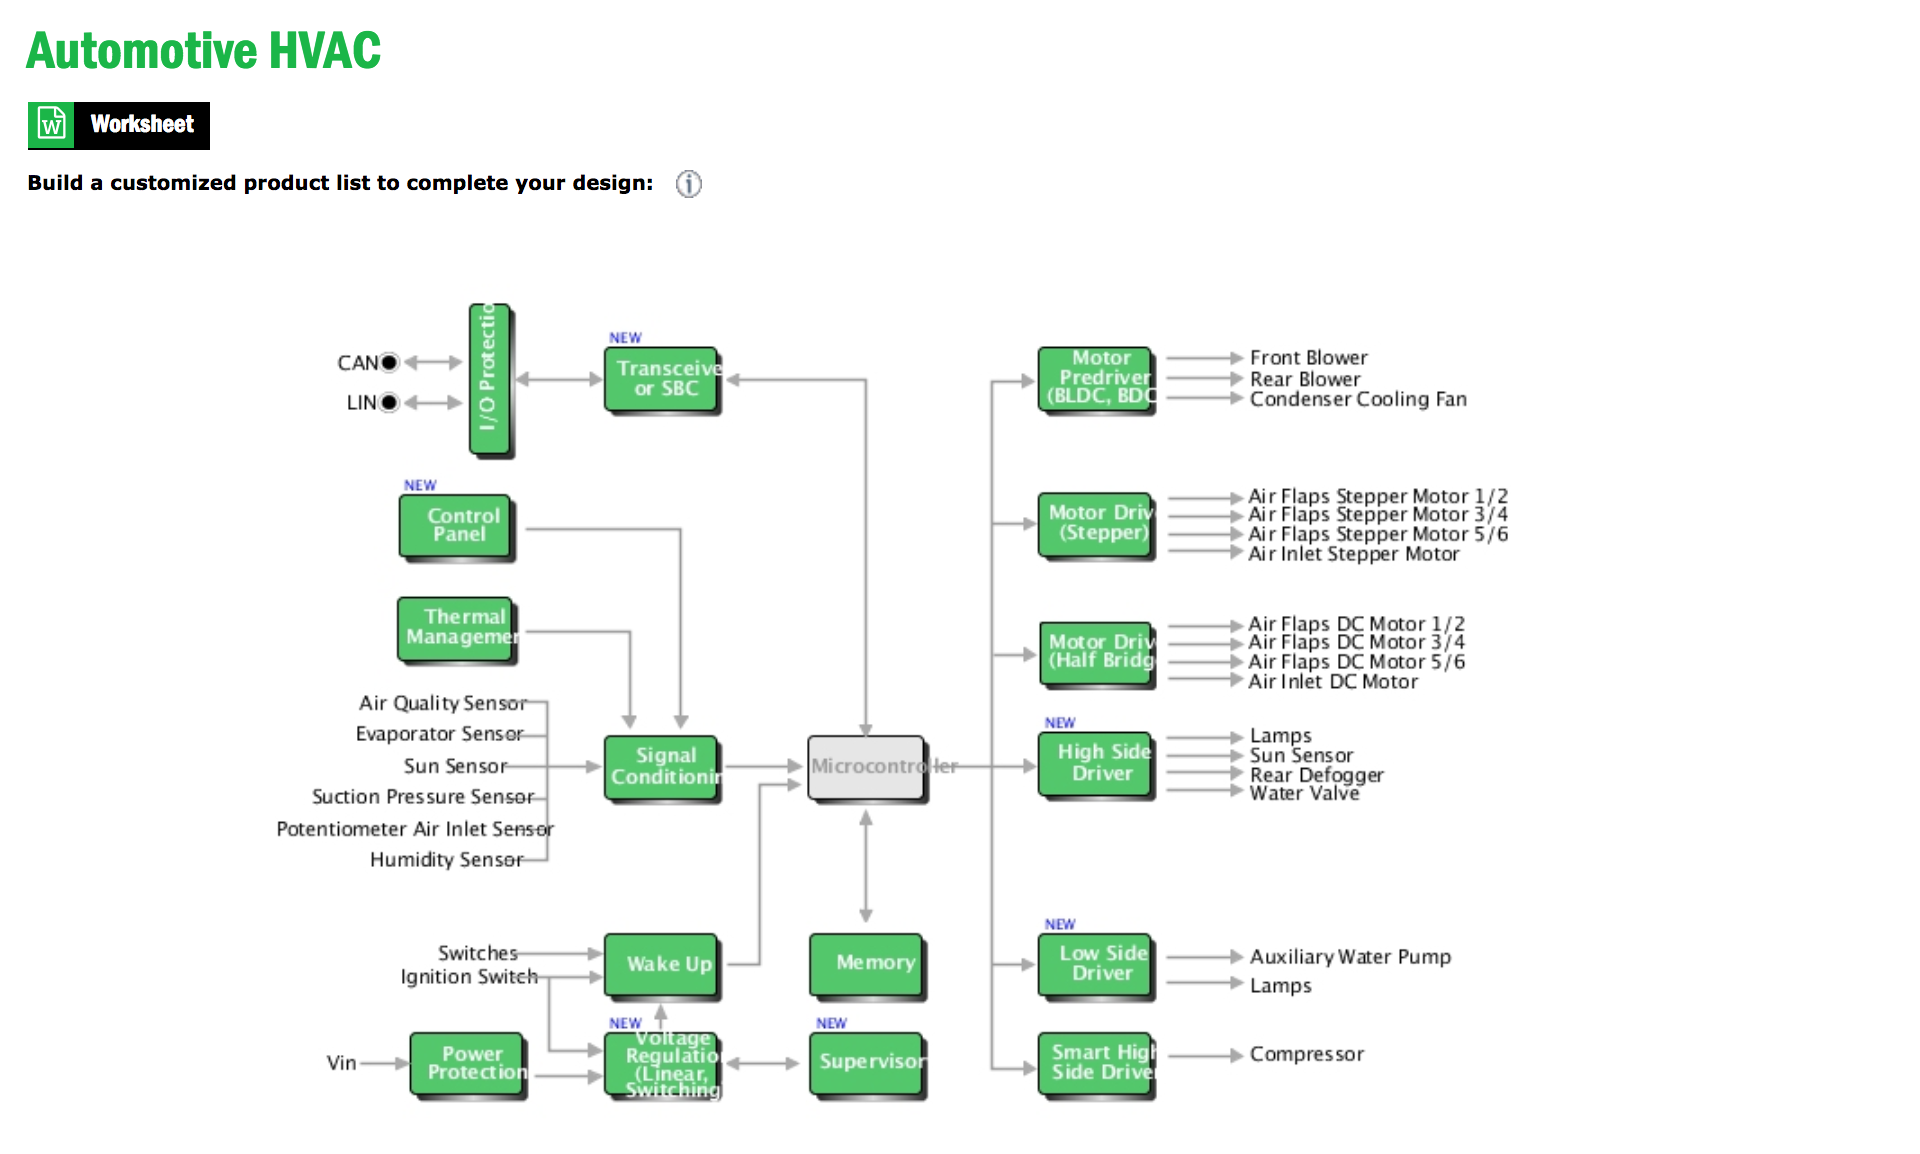 Automotive HVAC
W
Worksheet
Build a customized product list to complete your design:
i
CAN
LIN
I/O Protectio
NEW
Transceive
or SBC
NEW
Control
Panel
Thermal
Managemer
Air Quality Sensor
Evaporator Sensor
Sun Sensor
Suction Pressure Sensor
Potentiometer Air Inlet Sensor
Humidity Sensor
Signal
Conditionin
Microcontroller
Switches
Ignition Switch
Wake Up
Memory
Vin
Power
Protection
NEW
Voltage
Regulatio
(Linear,
Switching)
NEW
Supervisor
Motor
Predriver
(BLDC, BDC
Front Blower
Rear Blower
Condenser Cooling Fan
Motor Driv
(Stepper)
Air Flaps Stepper Motor 1/2
Air Flaps Stepper Motor 3/4
Air Flaps Stepper Motor 5/6
Air Inlet Stepper Motor
Motor Driv
(Half Bridg
Air Flaps DC Motor 1/2
Air Flaps DC Motor 3/4
Air Flaps DC Motor 5/6
Air Inlet DC Motor
NEW
High Side
Driver
Lamps
Sun Sensor
Rear Defogger
Water Valve
NEW
Low Side
Driver
Auxiliary Water Pump
Lamps
Smart High
Side Driver
Compressor